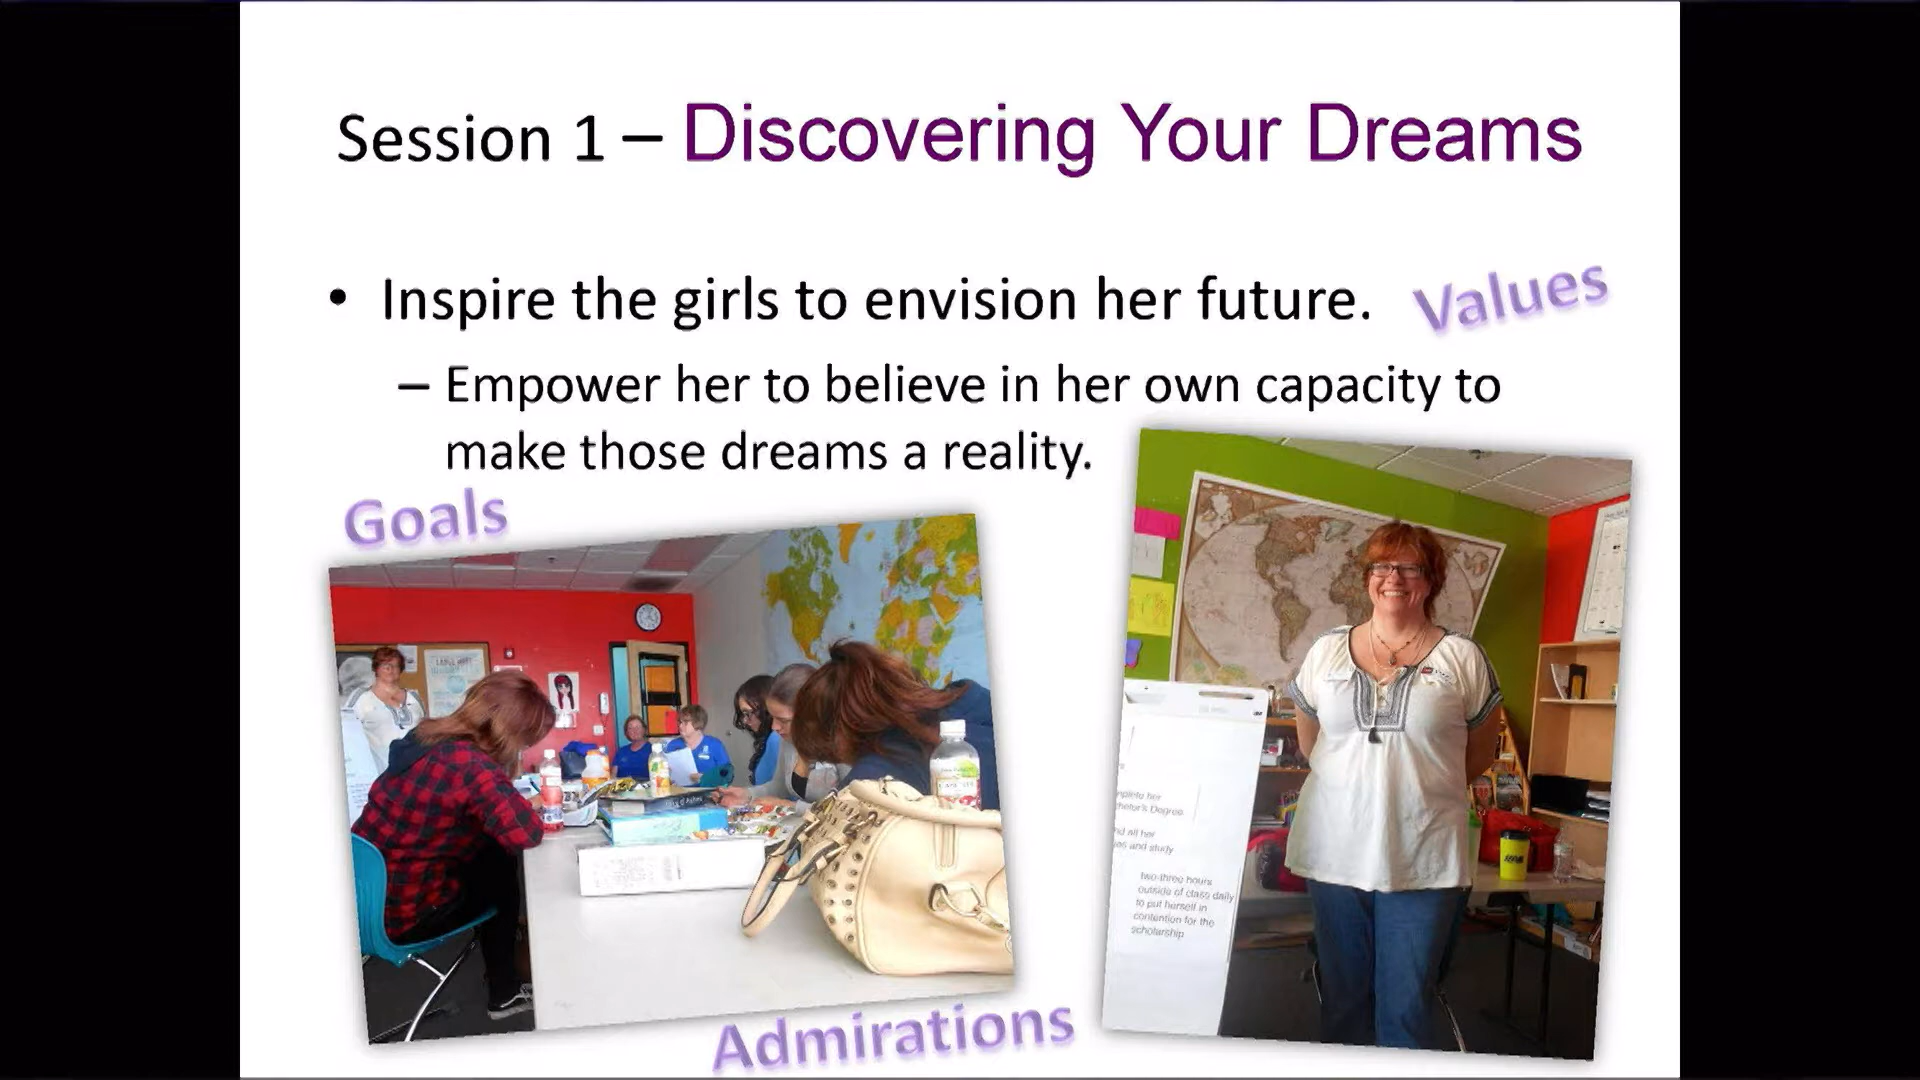 Session 1 – Discovering Your Dreams
• Inspire the girls to envision her future.
Values
– Empower her to believe in her own capacity to
make those dreams a reality.
Goals
Admirations
two-three hours
outside of class daily
to put herself in
contention for the
scholarship